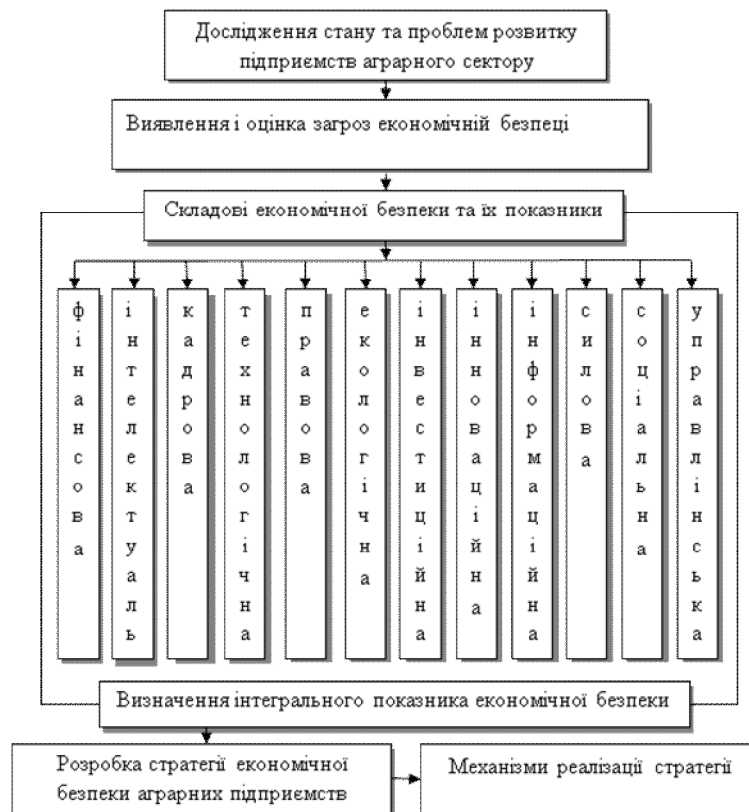 Дослідження стану та проблем розвитку
підприємств аграрного сектору
Виявлення і оцінка загроз економічній безпеці
Складові економічної безпеки та їх показники
фінансова
інтелектуаль
кадрова
технологічна
правова
екологічна
інвестиційна
інноваційна
інформаційна
силова
соціальна
управлінська
Визначення інтегрального показника економічної безпеки
Розробка стратегії економічної
безпеки аграрних підприємств
Механізми реалізації стратегії